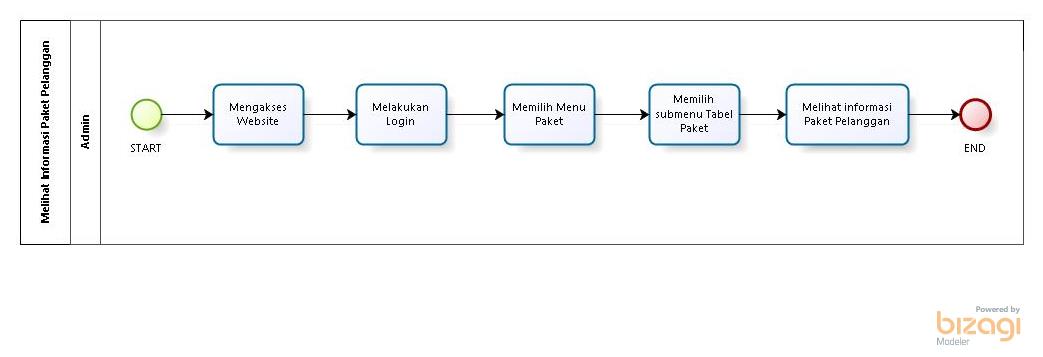 Melihat Informasi Paket Pelanggan
Admin
START
Mengakses
Website
Melakukan
Login
Memilih Menu
Paket
Memilih
submenu Tabel
Paket
Melihat informasi
Paket Pelanggan
END
Powered by
bizagi
Modeler